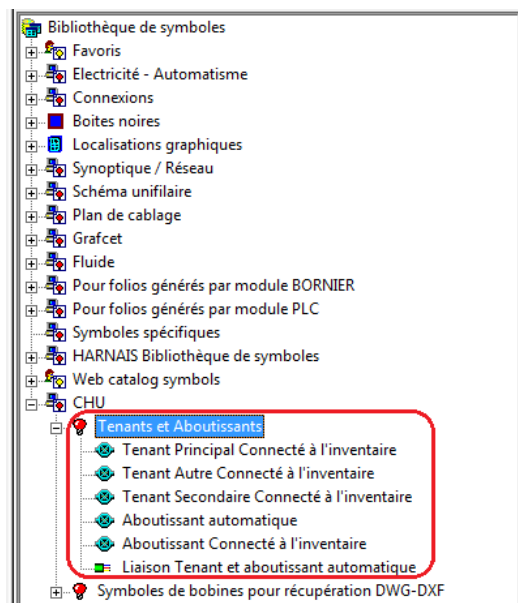 Bibliothèque de symboles
Favoris
Electricité - Automatisme
Connexions
Boites noires
Localisations graphiques
Synoptique / Réseau
Schéma unifilaire
Plan de cablage
Grafcet
Fluide
Pour folios générés par module BORNIER
Pour folios générés par module PLC
Symboles spécifiques
HARNAIS Bibliothèque de symboles
Web catalog symbols
CHU
Tenants et Aboutissants
Tenant Principal Connecté à l'inventaire
Tenant Autre Connecté à l'inventaire
Tenant Secondaire Connecté à l'inventaire
Aboutissant automatique
Aboutissant Connecté à l'inventaire
Liaison Tenant et aboutissant automatique
Symboles de bobines pour récupération DWG-DXF